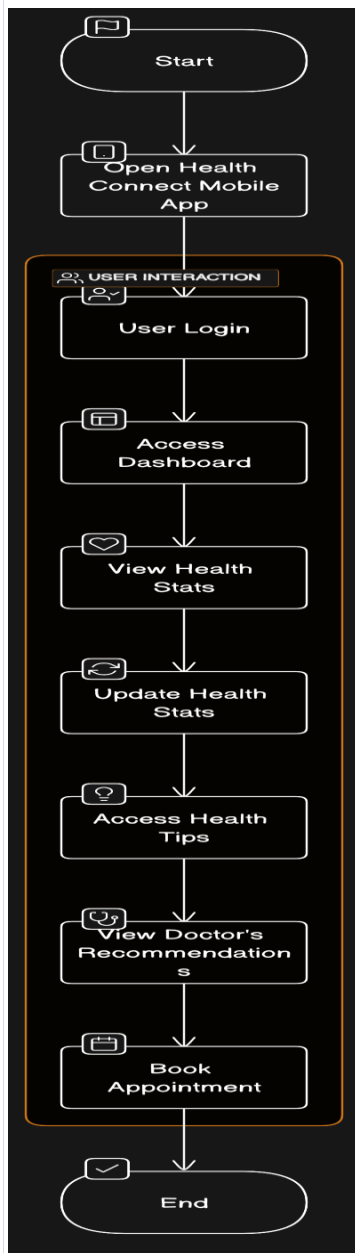 Start
Open Health
Connect Mobile
App
USER INTERACTION
User Login
Access
Dashboard
View Health
Stats
Update Health
Stats
Access Health
Tips
View Doctor's
Recommendation
s
Book
Appointment
End